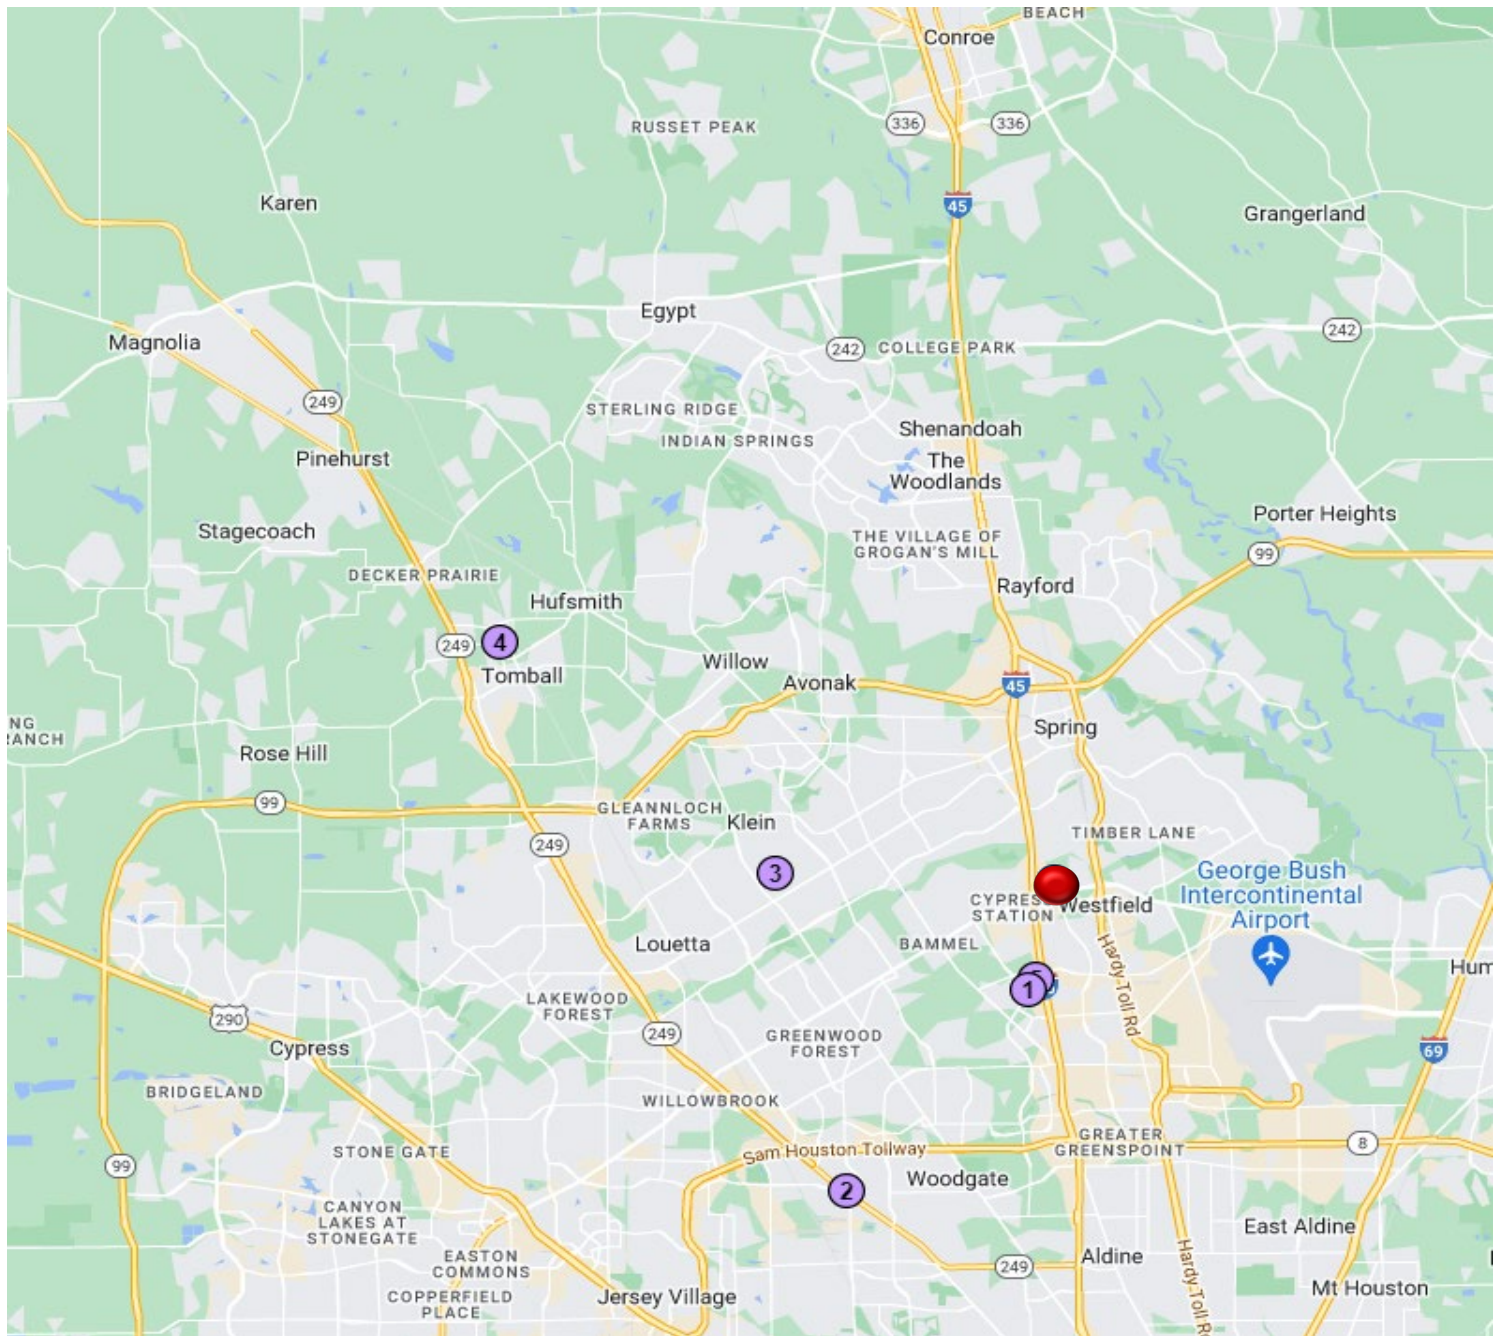 BEACH
Conroe
336
336
RUSSET PEAK
45
Karen
Grangerland
Egypt
242
Magnolia
242
COLLEGE PARK
249
STERLING RIDGE
INDIAN SPRINGS
Shenandoah
The
Woodlands
Pinehurst
Stagecoach
Porter Heights
THE VILLAGE OF
GROGAN'S MILL
99
DECKER PRAIRIE
Rayford
Hufsmith
4
249
Tomball
Willow
Avonak
45
NG
RANCH
Spring
Rose Hill
99
GLEANNLOCH
FARMS
Klein
TIMBER LANE
249
3
George Bush
Intercontinental
Airport
CYPRESS
STATION
Westfield
Louetta
BAMMEL
Hardy Toll Rd
Hum
5
1
LAKEWOOD
FOREST
290
249
GREENWOOD
FOREST
Cypress
69
BRIDGELAND
WILLOWBROOK
STONE GATE
Sam Houston Tollway
GREATER
GREENSPOINT
8
99
2
Woodgate
CANYON
LAKES AT
STONEGATE
East Aldine
EASTON
COMMONS
249
Aldine
Hardy Toll R
COPPERFIELD
PLACE
Jersey Village
Mt Houston